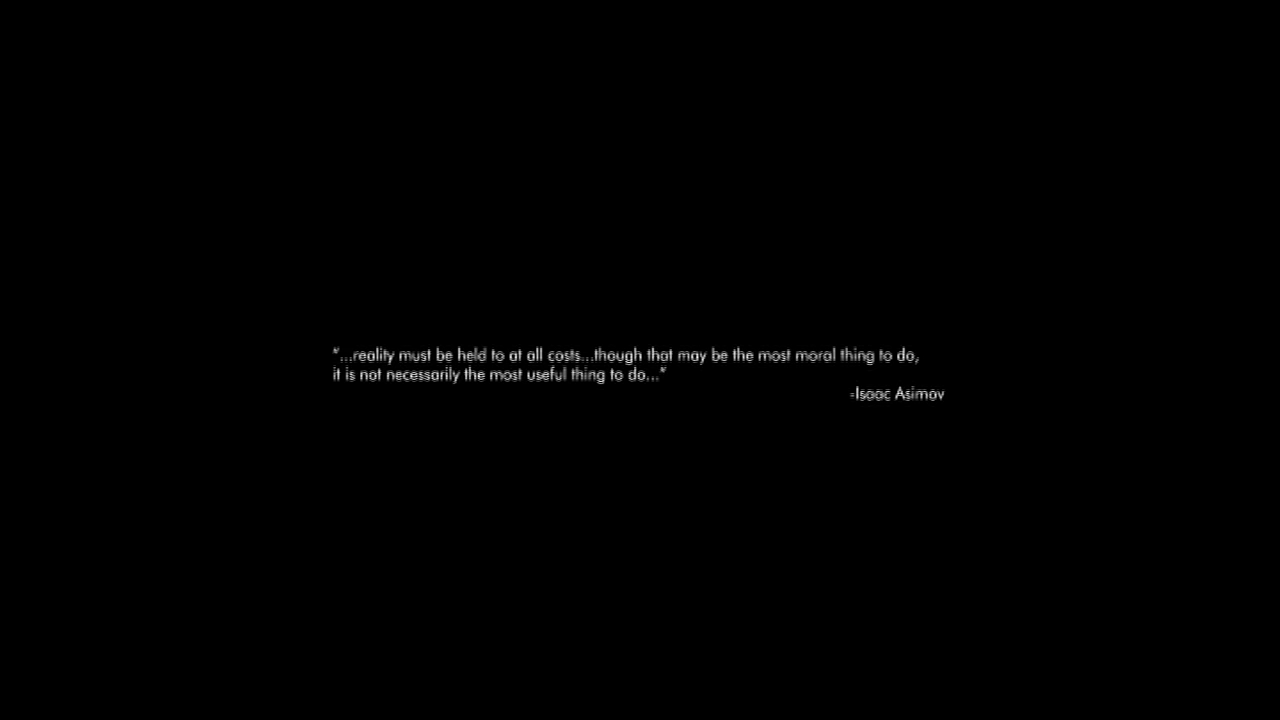 "...reality must be held to at all costs...though that may be the most moral thing to do,
it is not necessarily the most useful thing to do..."
-Isaac Asimov